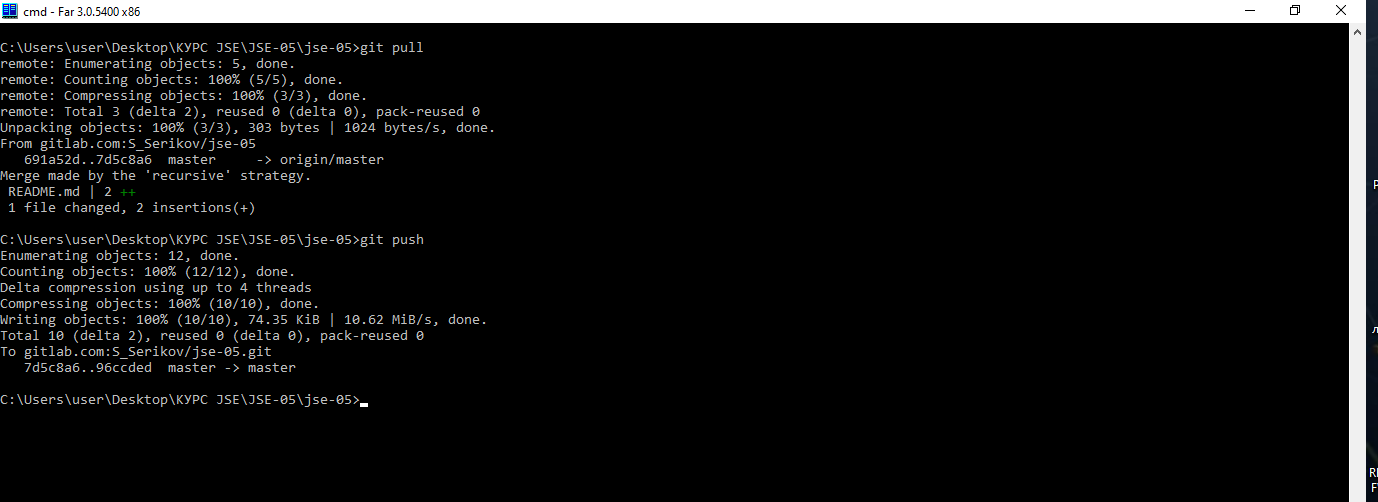 cmd - Far 3.0.5400 x86
C:\Users\user\Desktop\КУРС JSE\JSE-05\jse-05>git pull
remote: Enumerating objects: 5, done.
remote: Counting objects: 100% (5/5), done.
remote: Compressing objects: 100% (3/3), done.
remote: Total 3 (delta 2), reused 0 (delta 0), pack-reused 0
Unpacking objects: 100% (3/3), 303 bytes | 1024 bytes/s, done.
From gitlab.com:S_Serikov/jse-05
   691a52d..7d5c8a6  master     -> origin/master
Merge made by the 'recursive' strategy.
 README.md | 2 ++
 1 file changed, 2 insertions(+)
C:\Users\user\Desktop\КУРС JSE\JSE-05\jse-05>git push
Enumerating objects: 12, done.
Counting objects: 100% (12/12), done.
Delta compression using up to 4 threads
Compressing objects: 100% (10/10), done.
Writing objects: 100% (10/10), 74.35 KiB | 10.62 MiB/s, done.
Total 10 (delta 2), reused 0 (delta 0), pack-reused 0
To gitlab.com:S_Serikov/jse-05.git
   7d5c8a6..96ccded  master -> master
C:\Users\user\Desktop\КУРС JSE\JSE-05\jse-05>